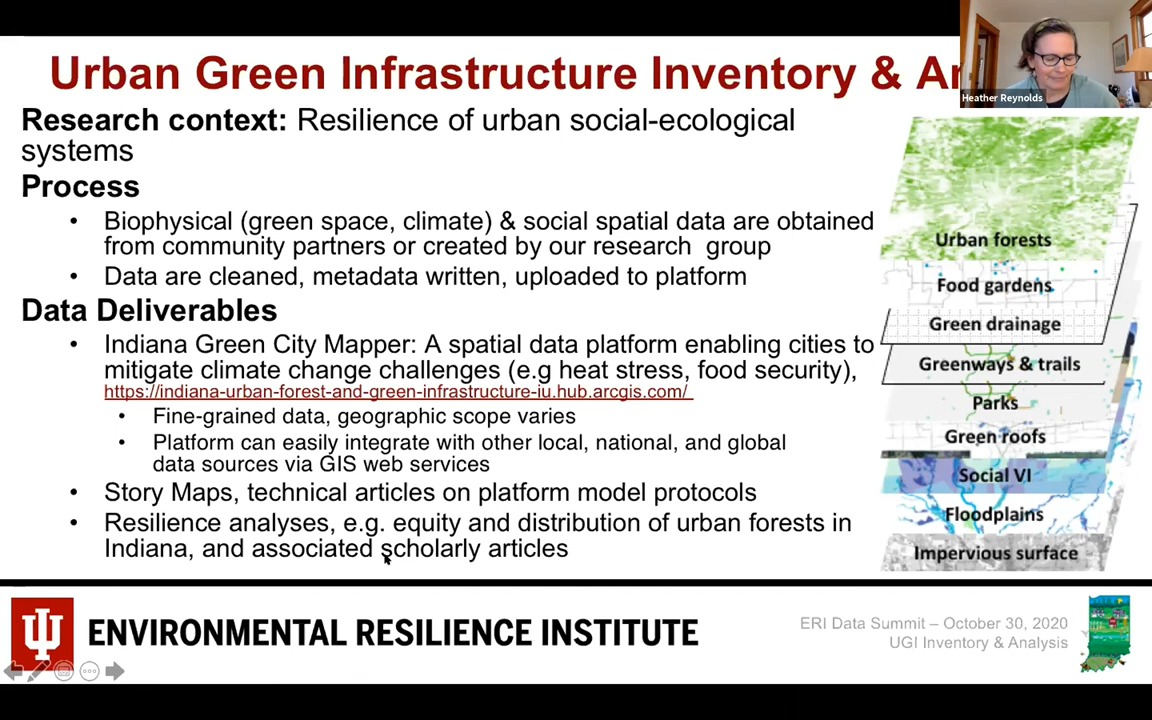 Urban Green Infrastructure Inventory & A
Heather Reynolds
Research context: Resilience of urban social-ecological
systems
Process
• Biophysical (green space, climate) & social spatial data are obtained
from community partners or created by our research group
• Data are cleaned, metadata written, uploaded to platform
Data Deliverables
• Indiana Green City Mapper: A spatial data platform enabling cities to
mitigate climate change challenges (e.g heat stress, food security),
https://indiana-urban-forest-and-green-infrastructure-iu.hub.arcgis.com/
• Fine-grained data, geographic scope varies
• Platform can easily integrate with other local, national, and global
data sources via GIS web services
• Story Maps, technical articles on platform model protocols
• Resilience analyses, e.g. equity and distribution of urban forests in
Indiana, and associated scholarly articles
Urban forests
Food gardens
Green drainage
Greenways & trails
Parks
Green roofs
Social VI
Floodplains
Impervious surface
ENVIRONMENTAL RESILIENCE INSTITUTE
ERI Data Summit – October 30, 2020
UGI Inventory & Analysis